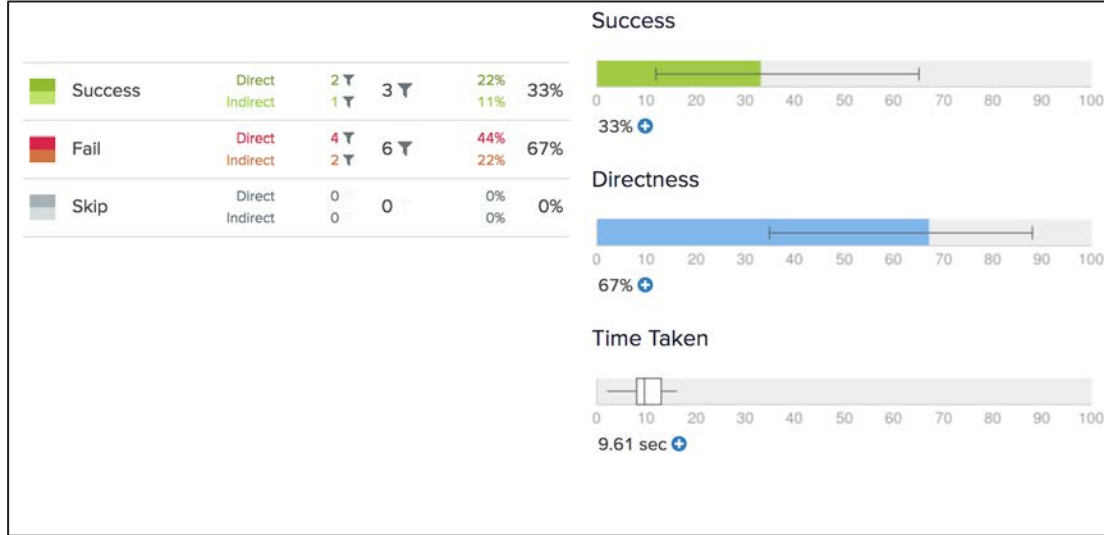 Success Direct 2 3 22% 33%
Indirect 1 11%
Fail Direct 4 6 44% 67%
Indirect 2 22%
Skip Direct 0 0 0% 0%
Indirect 0 0%
Success
0 10 20 30 40 50 60 70 80 90 100
33%
Directness
0 10 20 30 40 50 60 70 80 90 100
67%
Time Taken
0 10 20 30 40 50 60 70 80 90 100
9.61 sec